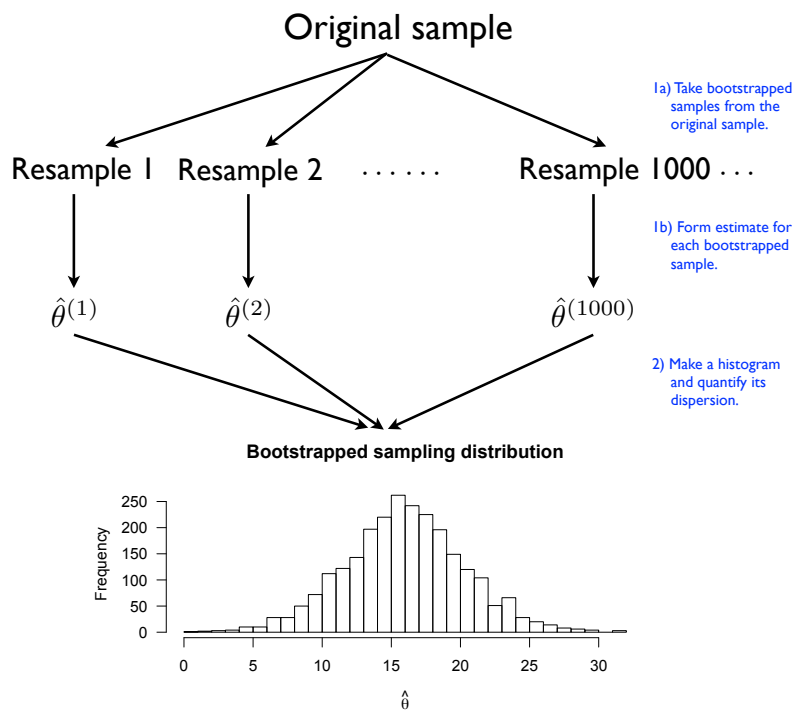 Original sample
1a) Take bootstrapped
samples from the
original sample.
Resample 1 Resample 2 . . . . . . Resample 1000 . . .
1b) Form estimate for
each bootstrapped
sample.
θ̂⁽¹⁾ θ̂⁽²⁾ θ̂⁽¹⁰⁰⁰⁾
2) Make a histogram
and quantify its
dispersion.
Bootstrapped sampling distribution
Frequency
250
200
150
100
50
0
0 5 10 15 20 25 30
θ̂